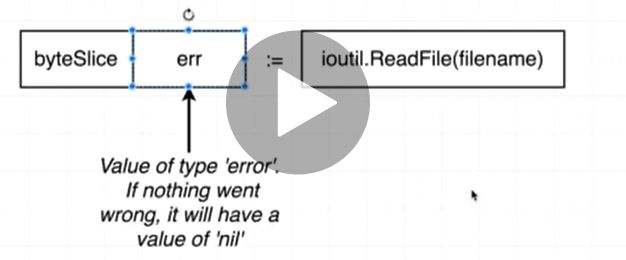 byteSlice err := ioutil.ReadFile(filename)
Value of type 'error'.
If nothing went
wrong, it will have a
value of 'nil'